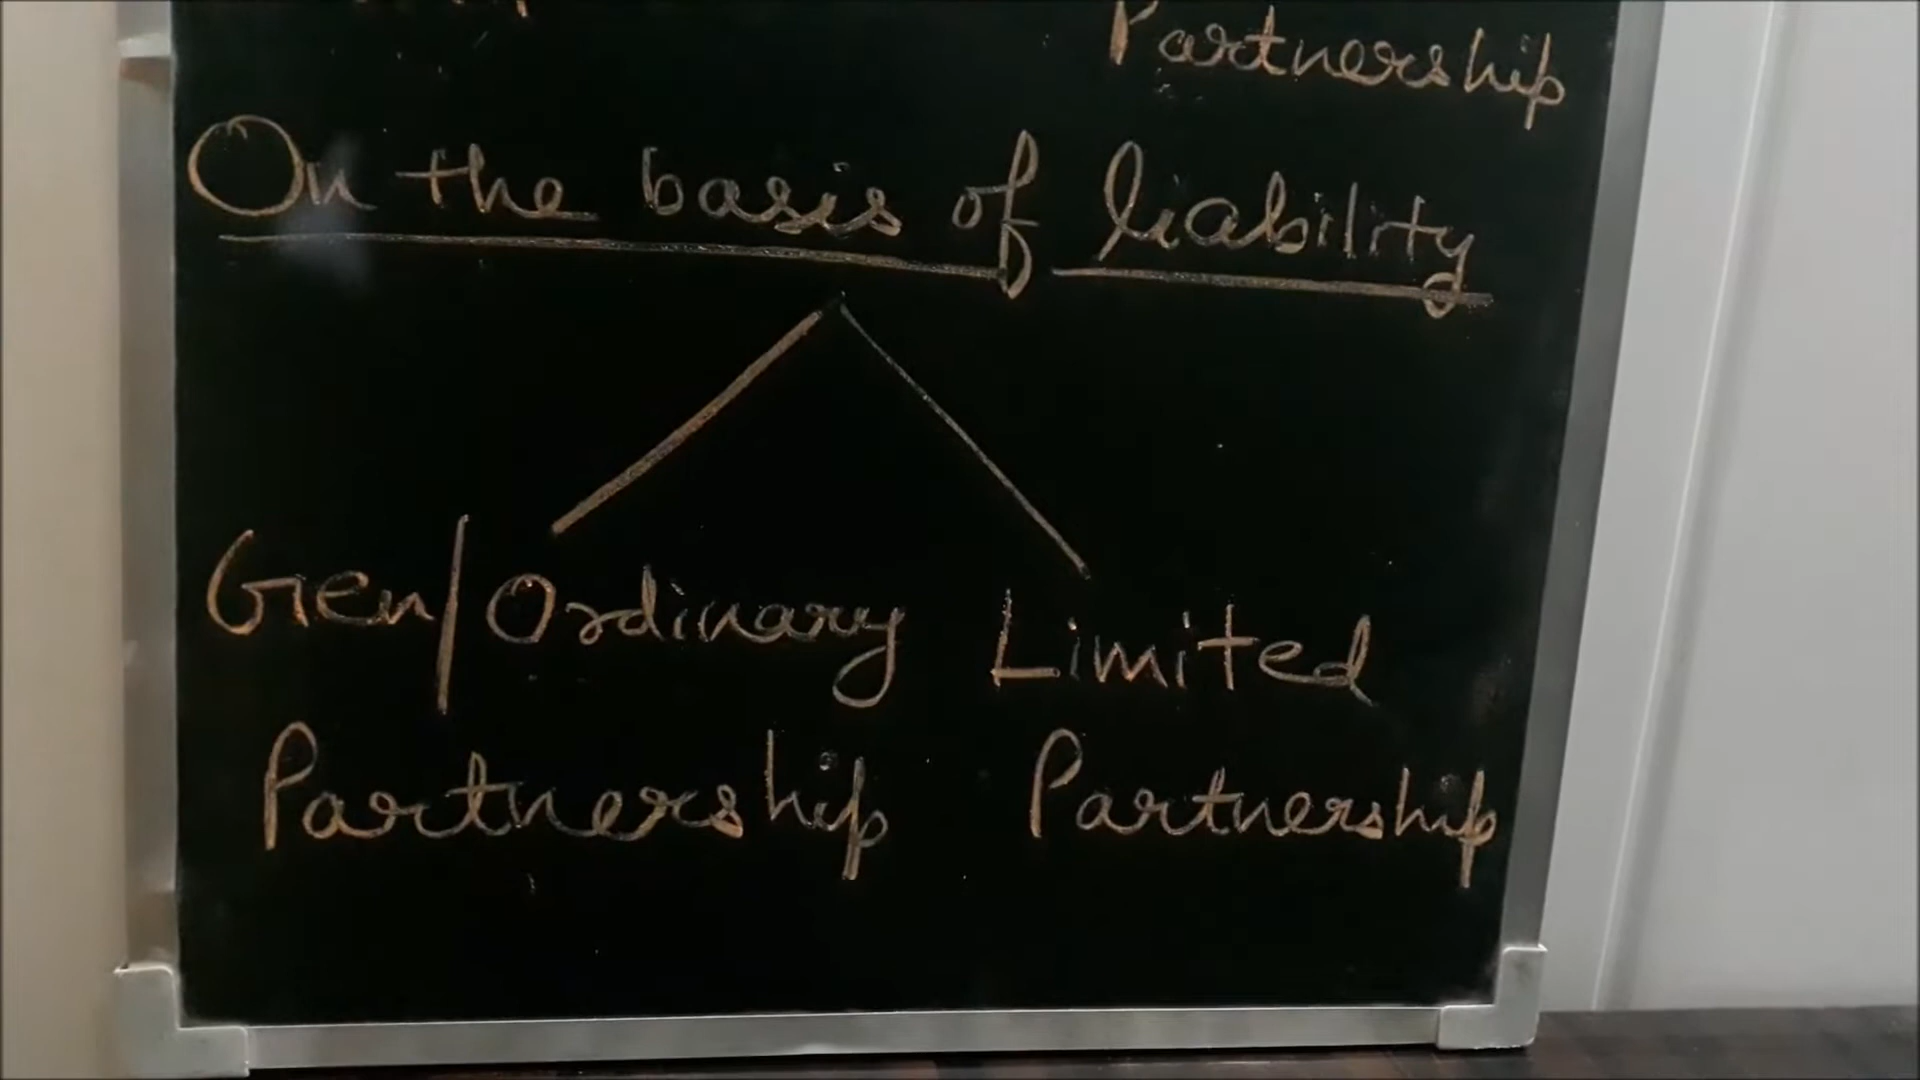 Partnership
On the basis of liability
Gen/Ordinary Limited
Partnership Partnership